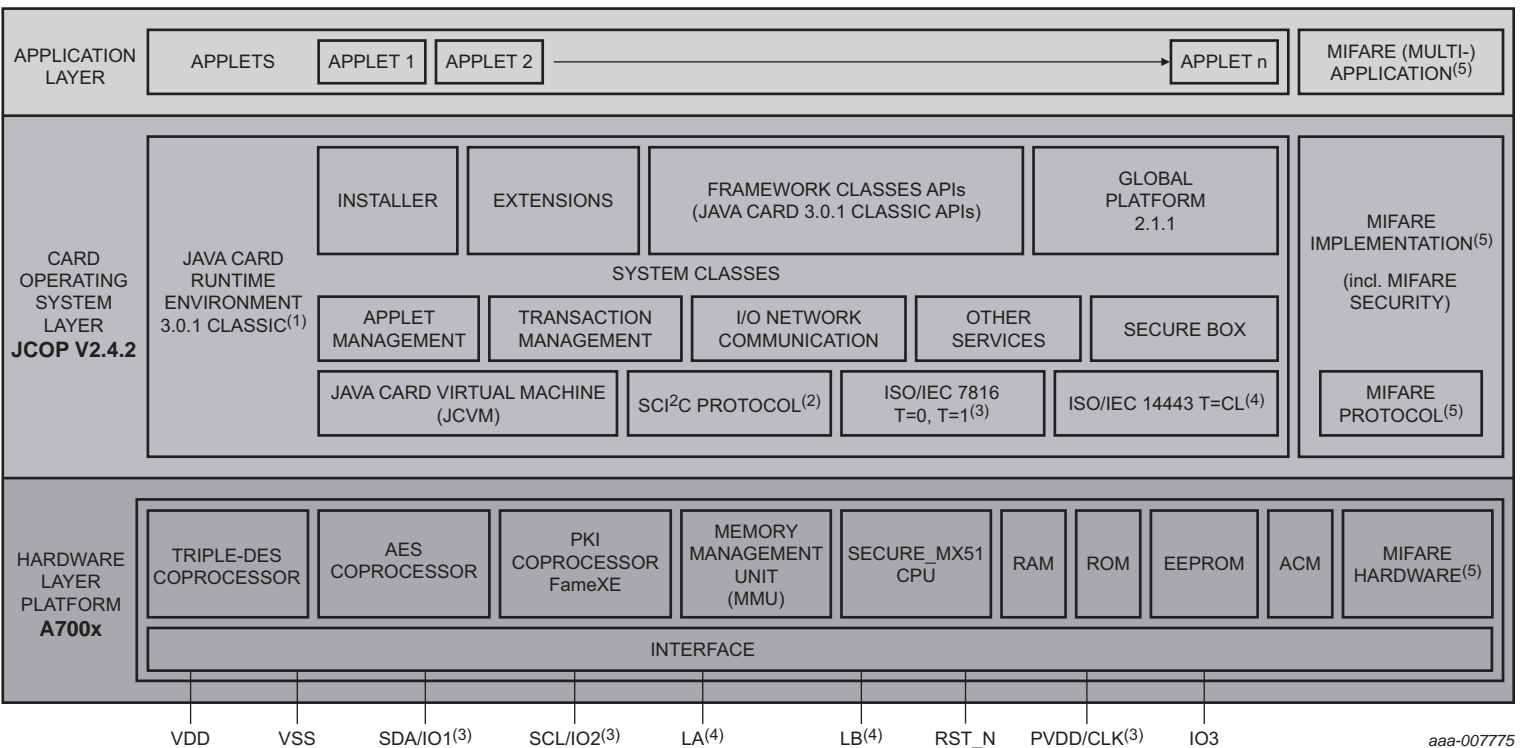 APPLICATION
LAYER
APPLETS
APPLET 1
APPLET 2
APPLET n
MIFARE (MULTI-)
APPLICATION(5)
CARD
OPERATING
SYSTEM
LAYER
JCOP V2.4.2
JAVA CARD
RUNTIME
ENVIRONMENT
3.0.1 CLASSIC(1)
INSTALLER
EXTENSIONS
FRAMEWORK CLASSES APIs
(JAVA CARD 3.0.1 CLASSIC APIs)
GLOBAL
PLATFORM
2.1.1
SYSTEM CLASSES
APPLET
MANAGEMENT
TRANSACTION
MANAGEMENT
I/O NETWORK
COMMUNICATION
OTHER
SERVICES
SECURE BOX
JAVA CARD VIRTUAL MACHINE
(JCVM)
SCI2C PROTOCOL(2)
ISO/IEC 7816
T=0, T=1(3)
ISO/IEC 14443 T=CL(4)
MIFARE
IMPLEMENTATION(5)
(incl. MIFARE
SECURITY)
MIFARE
PROTOCOL(5)
HARDWARE
LAYER
PLATFORM
A700x
TRIPLE-DES
COPROCESSOR
AES
COPROCESSOR
PKI
COPROCESSOR
FameXE
MEMORY
MANAGEMENT
UNIT
(MMU)
SECURE_MX51
CPU
RAM
ROM
EEPROM
ACM
MIFARE
HARDWARE(5)
INTERFACE
VDD
VSS
SDA/IO1(3)
SCL/IO2(3)
LA(4)
LB(4)
RST_N
PVDD/CLK(3)
IO3
aaa-007775